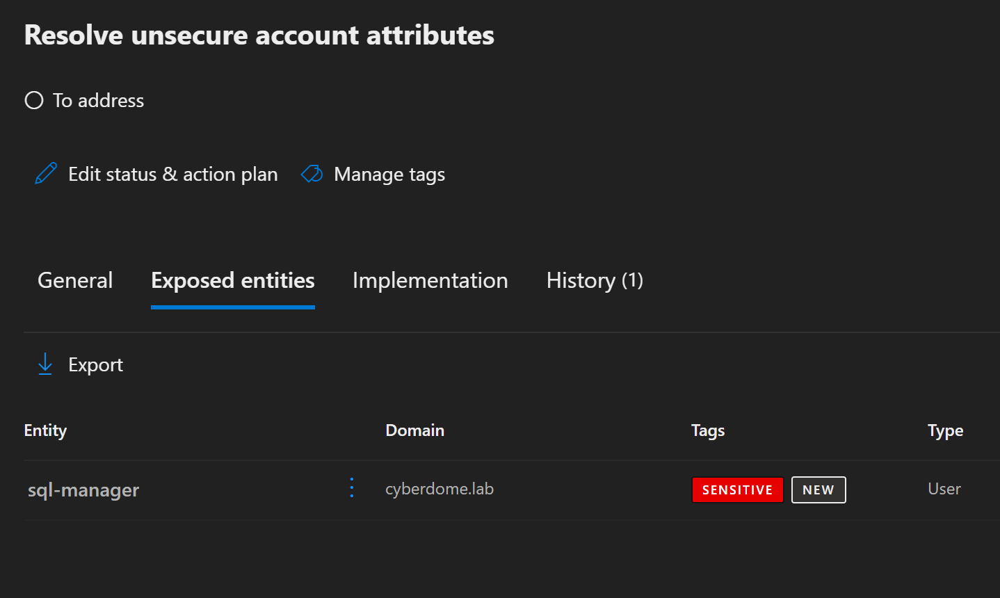 Resolve unsecure account attributes
To address
Edit status & action plan Manage tags
General Exposed entities Implementation History (1)
Export
Entity Domain Tags Type
sql-manager cyberdome.lab SENSITIVE NEW User